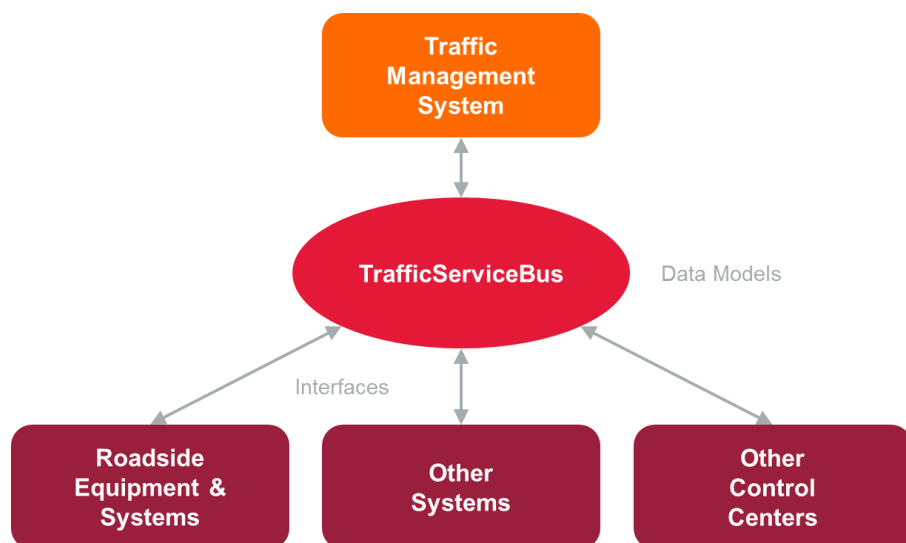 Traffic
Management
System
TrafficServiceBus
Data Models
Interfaces
Roadside
Equipment &
Systems
Other
Systems
Other
Control
Centers